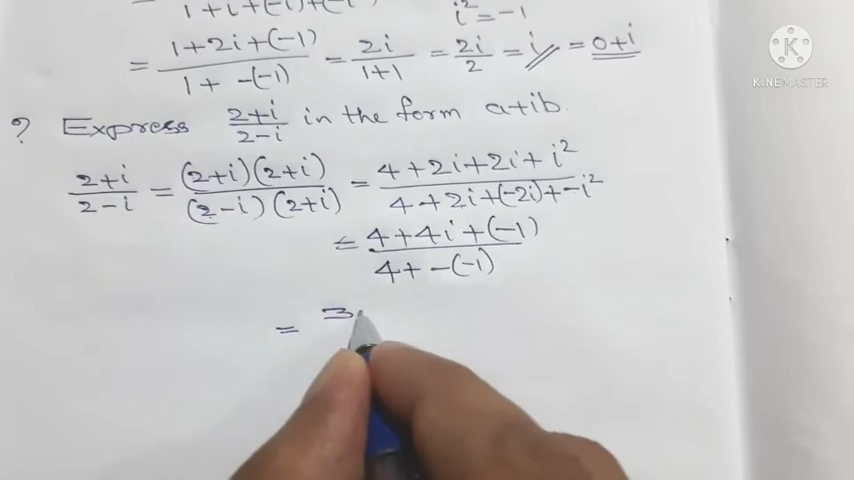 1+i+(-i)+(-i² i²=-1
= 1+2i+(-1) / 1+-(-1) = 2i / 1+1 = 2i / 2 = i = 0+i
? Express 2+i / 2-i in the form a+ib.
2+i / 2-i = (2+i)(2+i) / (2-i)(2+i) = 4+2i+2i+i² / 4+2i+(-2i)+-i²
= 4+4i+(-1) / 4+-(-1)
= 3
K
KINEMASTER